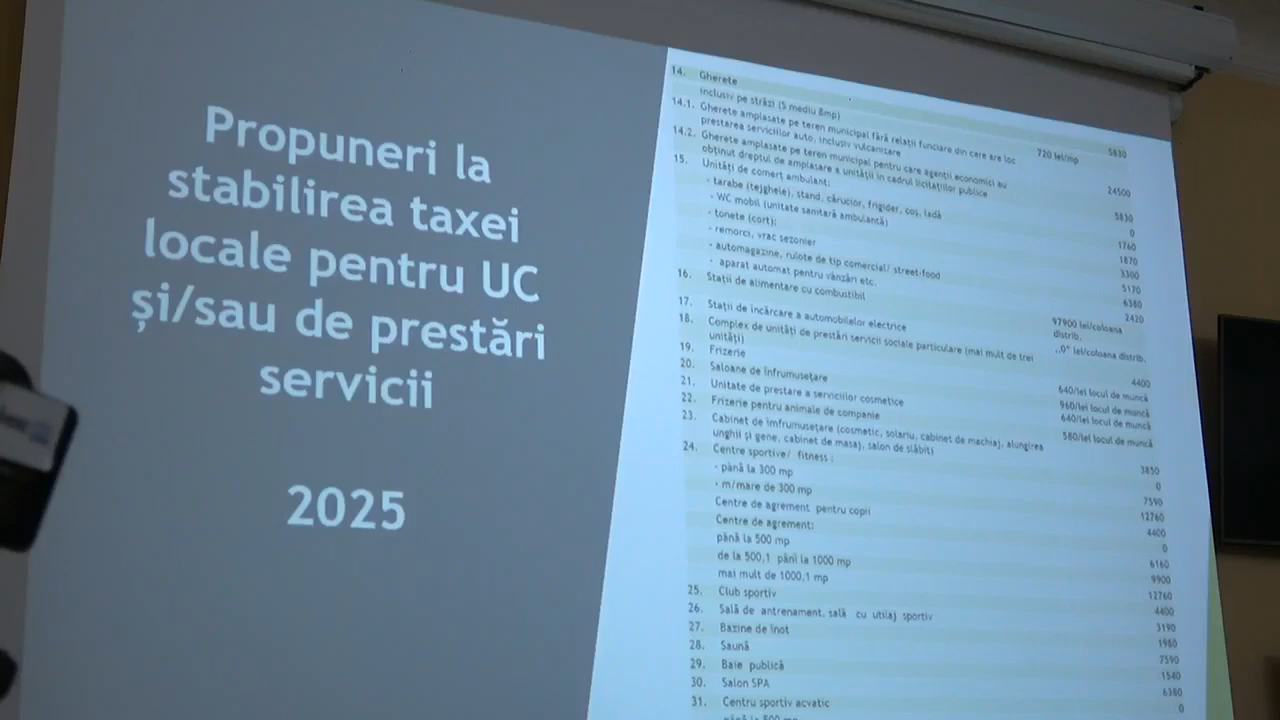 Propuneri la
stabilirea taxei
locale pentru UC
și/sau de prestări
servicii
2025
14. Gherete
inclusiv pe străzi (S mediu 8mp) 5830
14.1. Gherete amplasate pe teren municipal fără relații funciare din care are loc 720 lei/mp
prestarea serviciilor auto, inclusiv vulcanizare
14.2. Gherete amplasate pe teren municipal pentru care agenții economici au 24500
obținut dreptul de amplasare a unității în cadrul licitațiilor publice
15. Unități de comerț ambulant: 5830
- tarabe (tejghele), stand, cărucior, frigider, coș, ladă 0
- WC mobil (unitate sanitară ambulantă) 1760
- tonete (cort); 1870
- remorci, vrac sezonier 3300
- automagazine, rulote de tip comercial/ street-food 5170
- aparat automat pentru vânzări etc. 6380
16. Stații de alimentare cu combustibil 2420
97900 lei/coloana
distrib.
17. Stații de încărcare a automobilelor electrice ,,0" lei/coloana distrib.
18. Complex de unități de prestări servicii sociale particulare (mai mult de trei
unități) 4400
19. Frizerie 640/lei locul de muncă
20. Saloane de înfrumusețare 960/lei locul de muncă
21. Unitate de prestare a serviciilor cosmetice 640/lei locul de muncă
22. Frizerie pentru animale de companie 580/lei locul de muncă
23. Cabinet de imfrumusețare (cosmetic, solariu, cabinet de machiaj, alungirea
unghii și gene, cabinet de masaj, salon de slăbit) 3850
24. Centre sportive/ fitness : 0
- până la 300 mp 7590
- m/mare de 300 mp 12760
Centre de agrement pentru copii 4400
Centre de agrement: 0
până la 500 mp 6160
de la 500,1 pâni la 1000 mp 9900
mai mult de 1000,1 mp 12760
25. Club sportiv 4400
26. Sală de antrenament, sală cu utilaj sportiv 3190
27. Bazine de înot 1980
28. Saună 7590
29. Baie publică 1540
30. Salon SPA 6380
31. Centru sportiv acvatic 0
până la 500 mp